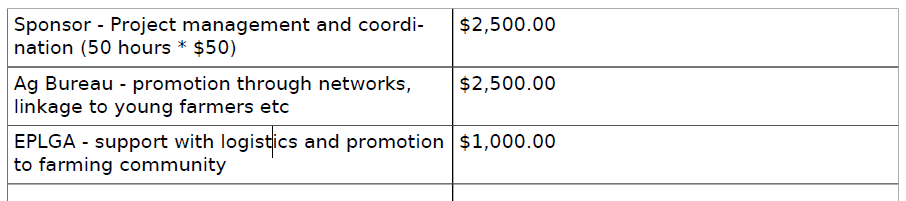 Sponsor - Project management and coordi- $2,500.00
nation (50 hours * $50)
Ag Bureau - promotion through networks, $2,500.00
linkage to young farmers etc
EPLGA - support with logistics and promotion $1,000.00
to farming community